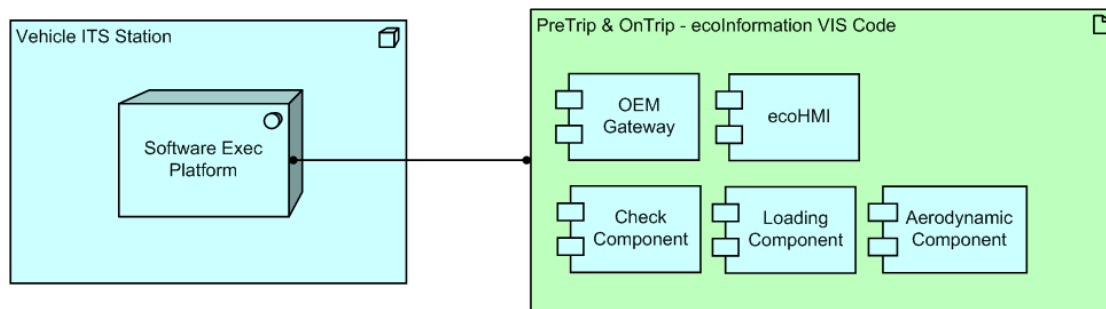 Vehicle ITS Station
Software Exec
Platform
PreTrip & OnTrip - ecoInformation VIS Code
OEM
Gateway
ecoHMI
Check
Component
Loading
Component
Aerodynamic
Component